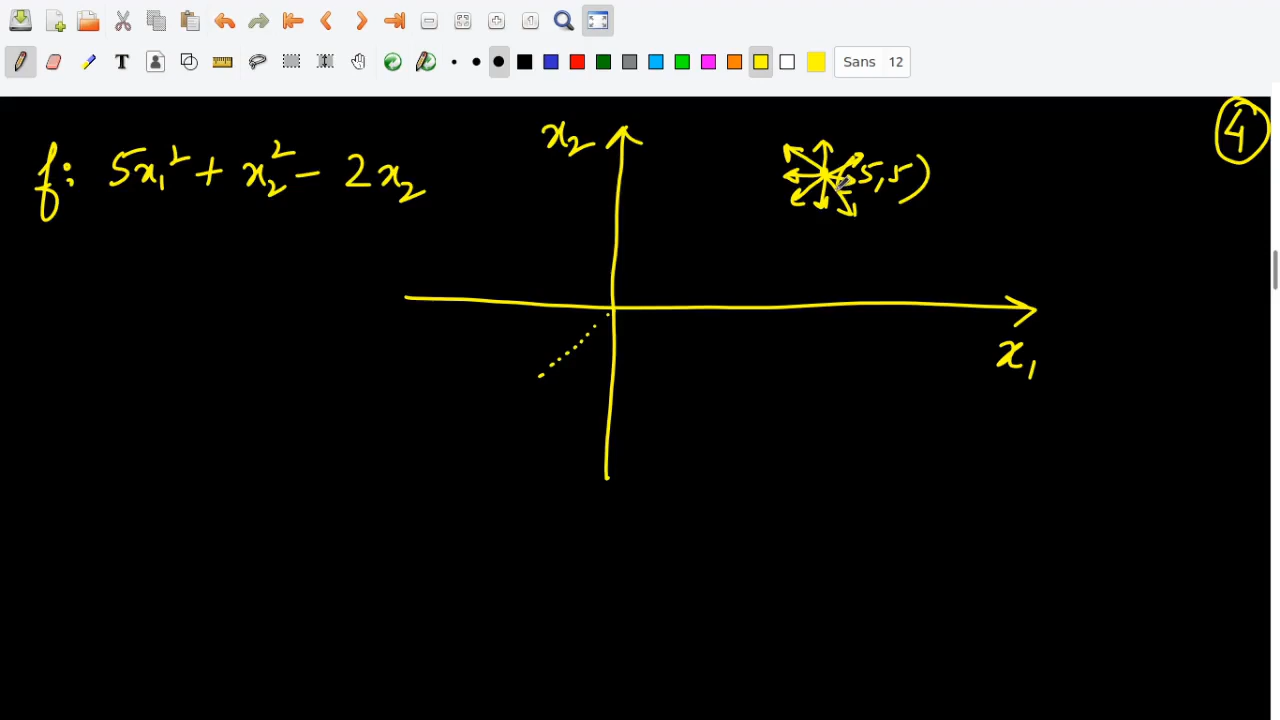 Sans 12
④
f: 5x₁² + x₂² − 2x₂
x₂
(5,5)
x₁